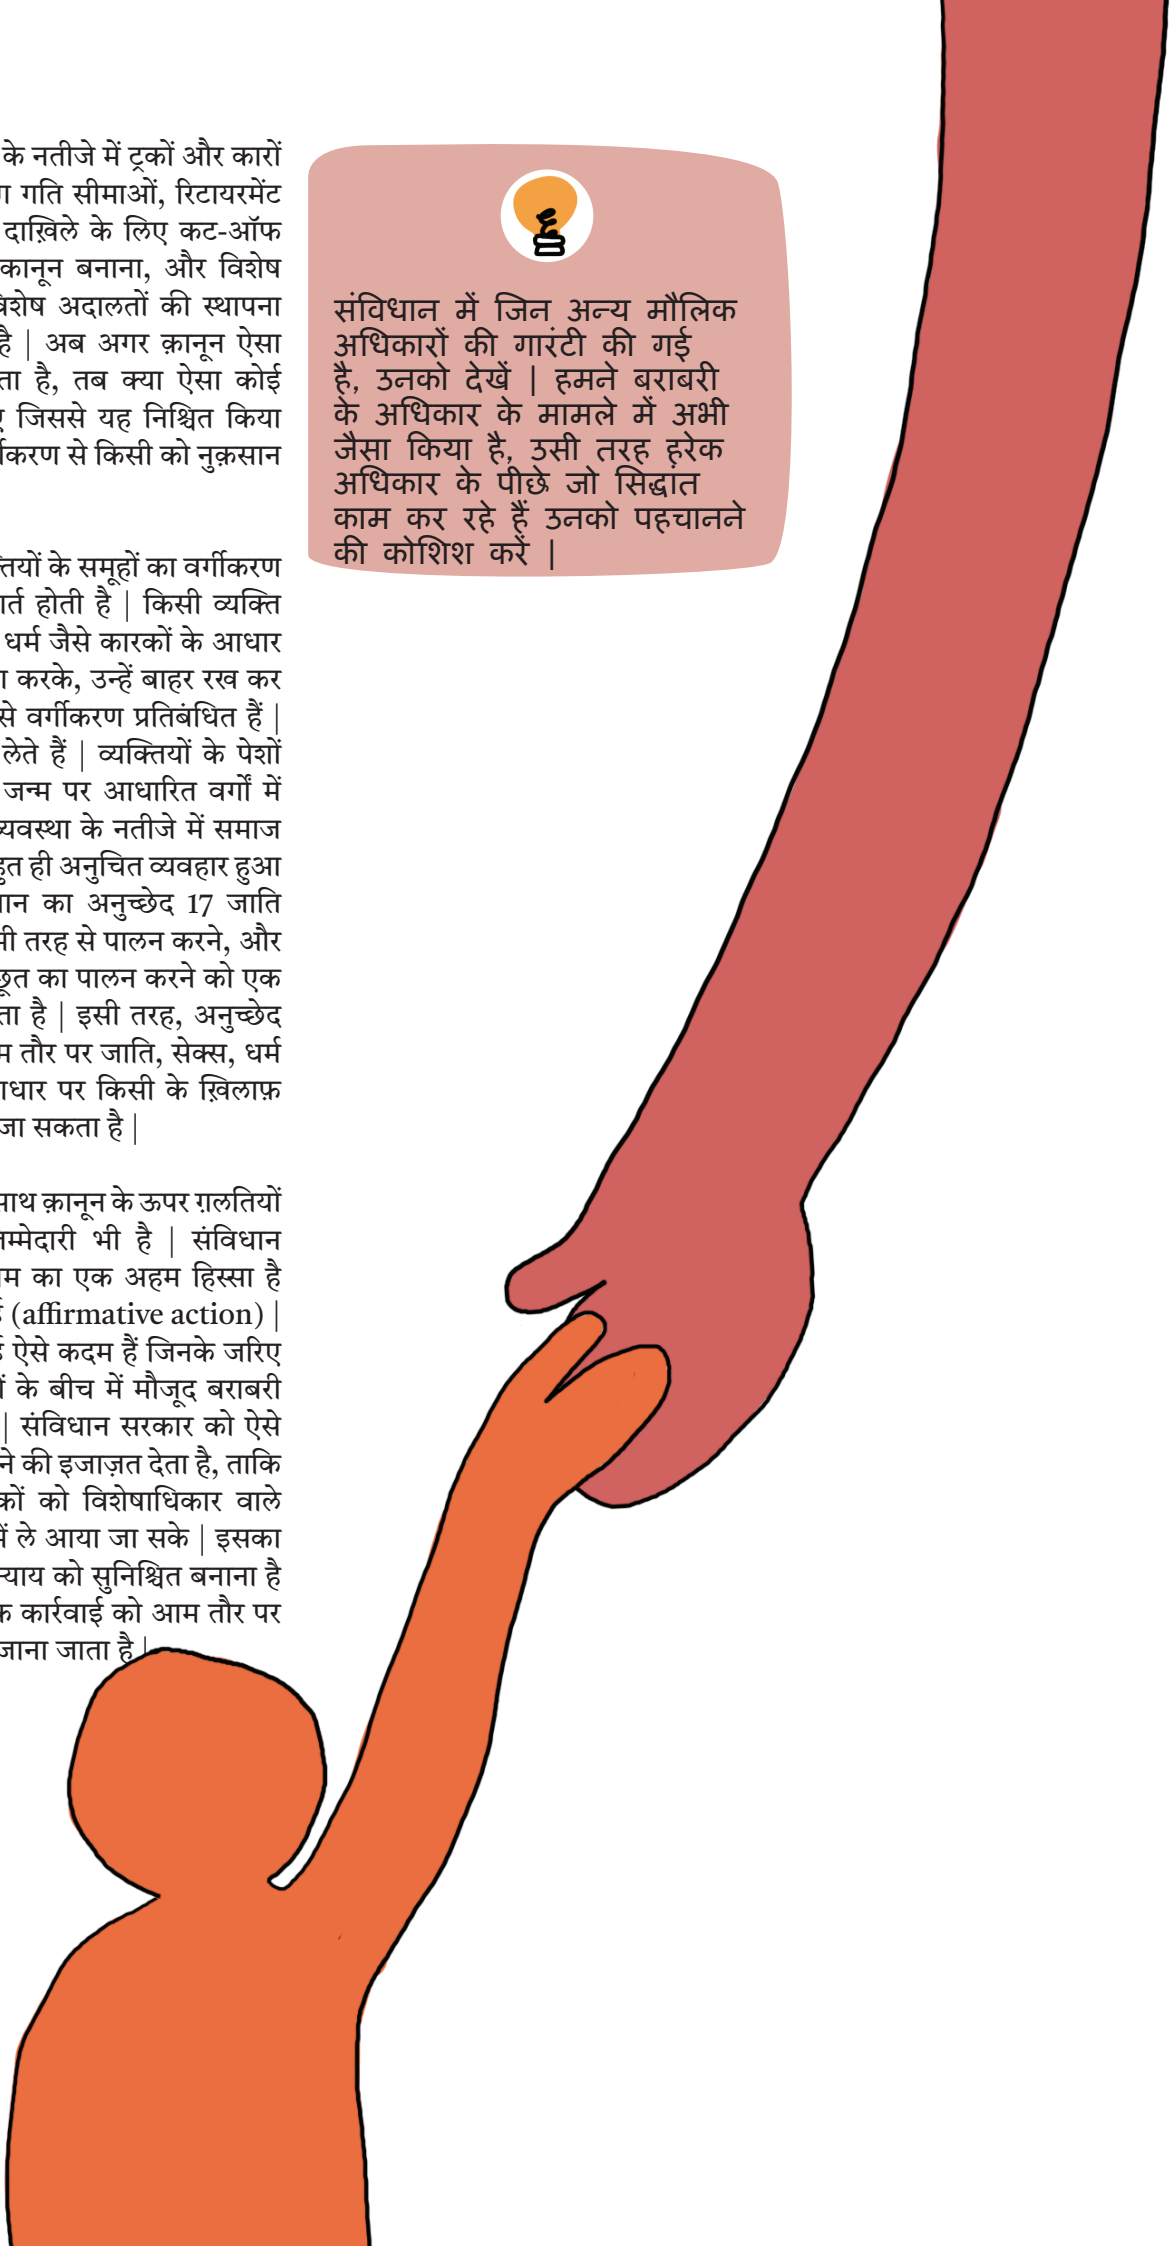 के नतीजे में ट्रकों और कारों
गति सीमाओं, रिटायरमेंट
दाख़िले के लिए कट-ऑफ
कानून बनाना, और विशेष
अदालतों की स्थापना
है | अब अगर क़ानून ऐसा
है, तब क्या ऐसा कोई
जिससे यह निश्चित किया
से किसी को नुक़सान
के समूहों का वर्गीकरण
होती है | किसी व्यक्ति
धर्म जैसे कारकों के आधार
करके, उन्हें बाहर रख कर
से वर्गीकरण प्रतिबंधित हैं |
लेते हैं | व्यक्तियों के पेशों
जन्म पर आधारित वर्गों में
के नतीजे में समाज
ही अनुचित व्यवहार हुआ
का अनुच्छेद 17 जाति
तरह से पालन करने, और
का पालन करने को एक
है | इसी तरह, अनुच्छेद
तौर पर जाति, सेक्स, धर्म
पर किसी के ख़िलाफ़
जा सकता है |
क़ानून के ऊपर ग़लतियों
भी है | संविधान
का एक अहम हिस्सा है
(affirmative action) |
ऐसे कदम हैं जिनके जरिए
के बीच में मौजूद बराबरी
| संविधान सरकार को ऐसे
की इजाज़त देता है, ताकि
को विशेषाधिकार वाले
में ले आया जा सके | इसका
को सुनिश्चित बनाना है
कार्रवाई को आम तौर पर
जाना जाता है |
संविधान में जिन अन्य मौलिक
अधिकारों की गारंटी की गई
है, उनको देखें | हमने बराबरी
के अधिकार के मामले में अभी
जैसा किया है, उसी तरह हरेक
अधिकार के पीछे जो सिद्धांत
काम कर रहे हैं उनको पहचानने
की कोशिश करें |